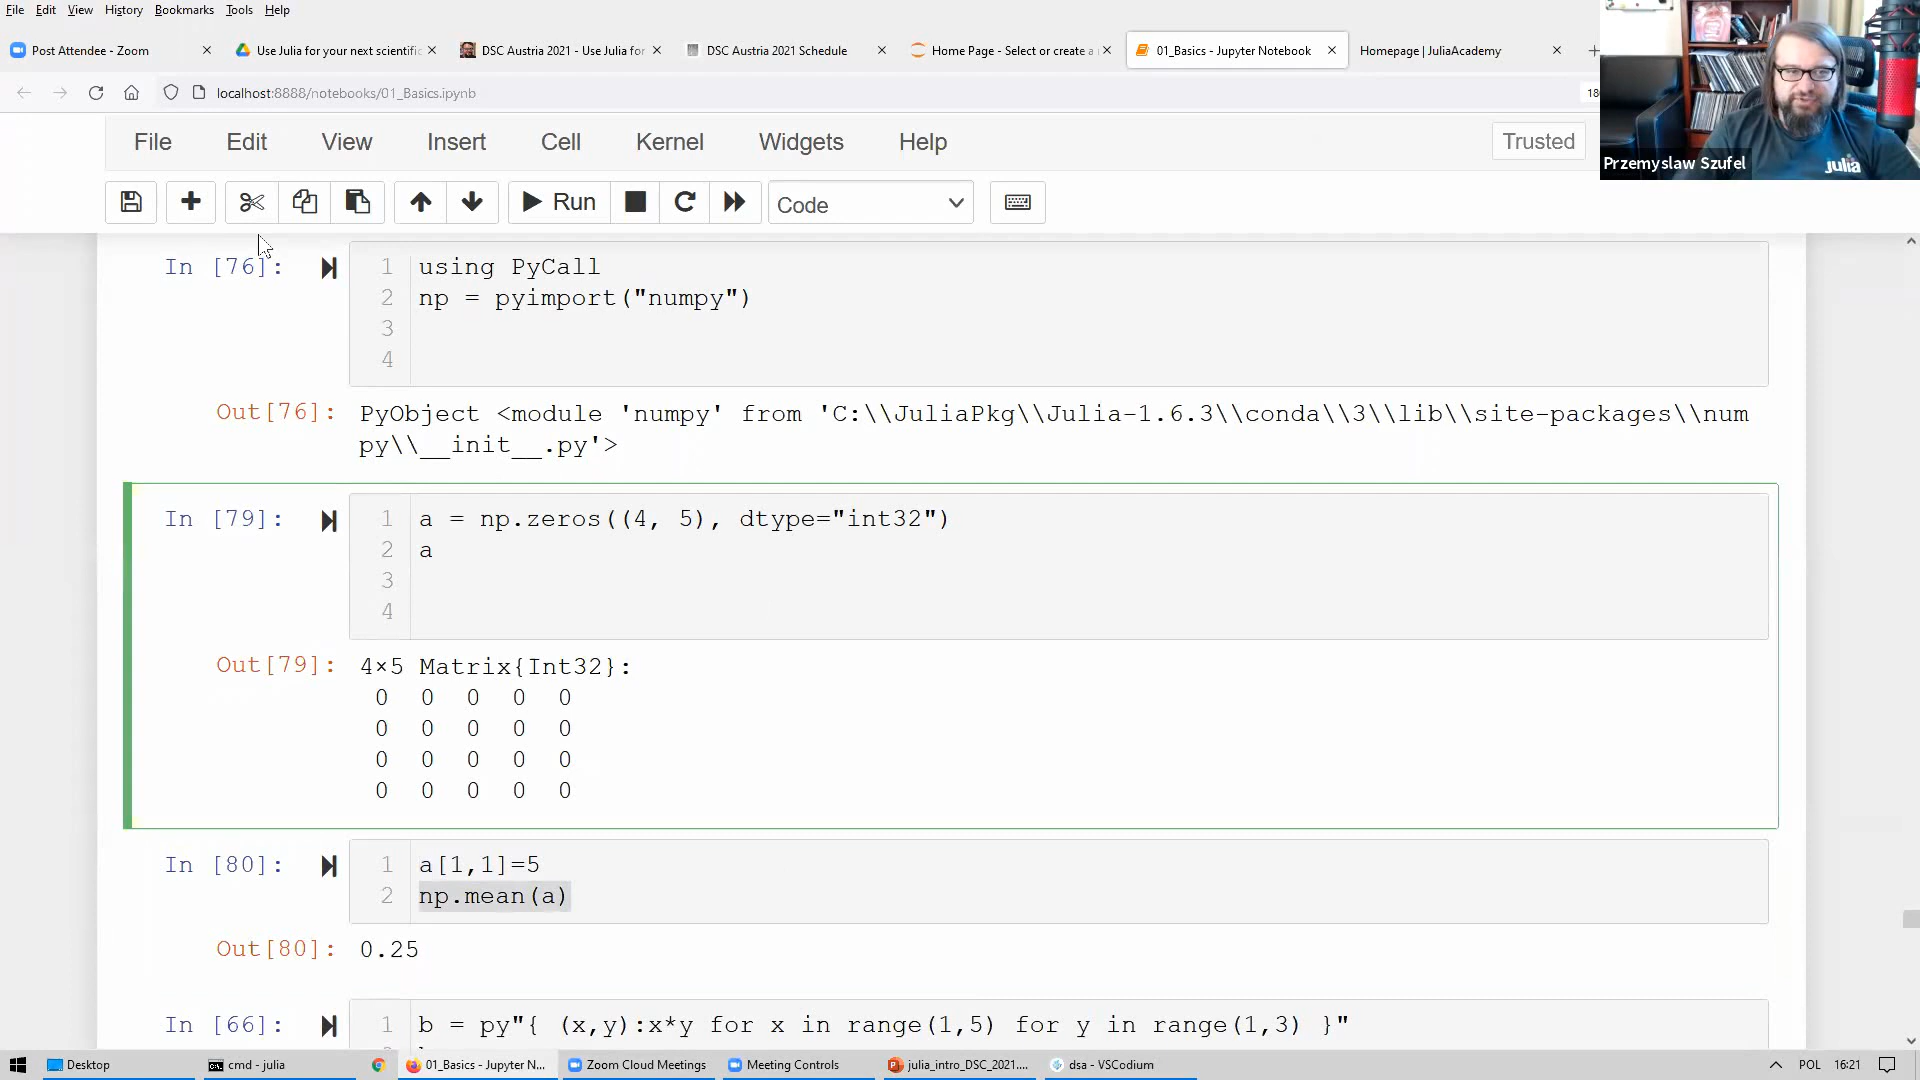 File Edit View History Bookmarks Tools Help
Post Attendee - Zoom
Use Julia for your next scientific
DSC Austria 2021 - Use Julia for
DSC Austria 2021 Schedule
Home Page - Select or create a
01_Basics - Jupyter Notebook
Homepage | JuliaAcademy
localhost:8888/notebooks/01_Basics.ipynb
18
File Edit View Insert Cell Kernel Widgets Help
Trusted
Przemyslaw Szufel
julia
Run
Code
In [76]:
1 using PyCall
2 np = pyimport("numpy")
3
4
Out[76]: PyObject <module 'numpy' from 'C:\\JuliaPkg\\Julia-1.6.3\\conda\\3\\lib\\site-packages\\num
py\\__init__.py'>
In [79]:
1 a = np.zeros((4, 5), dtype="int32")
2 a
3
4
Out[79]: 4×5 Matrix{Int32}:
0 0 0 0 0
0 0 0 0 0
0 0 0 0 0
0 0 0 0 0
In [80]:
1 a[1,1]=5
2 np.mean(a)
Out[80]: 0.25
In [66]:
1 b = py"{ (x,y):x*y for x in range(1,5) for y in range(1,3) }"
Desktop
cmd - julia
01_Basics - Jupyter N...
Zoom Cloud Meetings
Meeting Controls
julia_intro_DSC_2021....
dsa - VSCodium
POL
16:21